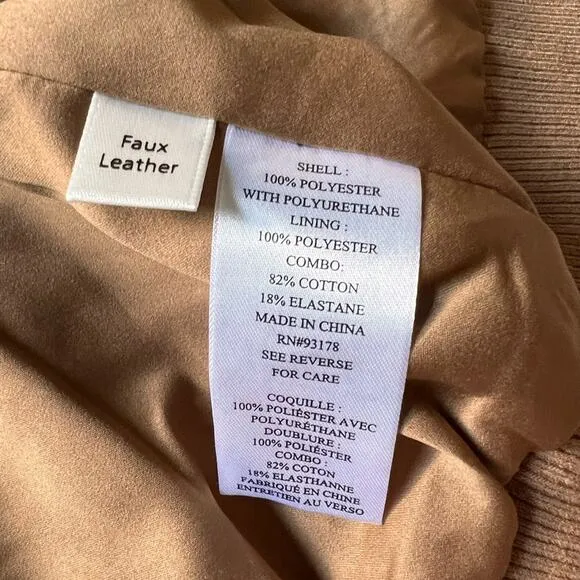 Faux
Leather
SHELL :
100% POLYESTER
WITH POLYURETHANE
LINING :
100% POLYESTER
COMBO:
82% COTTON
18% ELASTANE
MADE IN CHINA
RN#93178
SEE REVERSE
FOR CARE
COQUILLE :
100% POLIÉSTER AVEC
POLYURÉTHANE
DOUBLURE :
100% POLIÉSTER
COMBO :
82% COTON
18% ELASTHANNE
FABRIQUÉ EN CHINE
ENTRETIEN AU VERSO